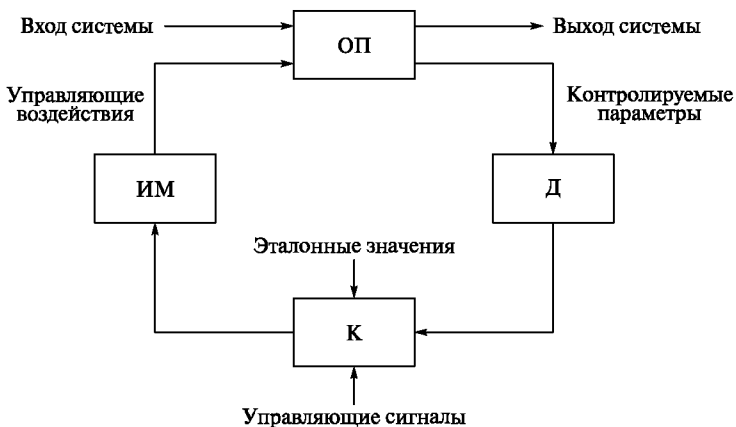 Вход системы
ОП
Выход системы
Управляющие
воздействия
Контролируемые
параметры
ИМ
Д
Эталонные значения
К
Управляющие сигналы